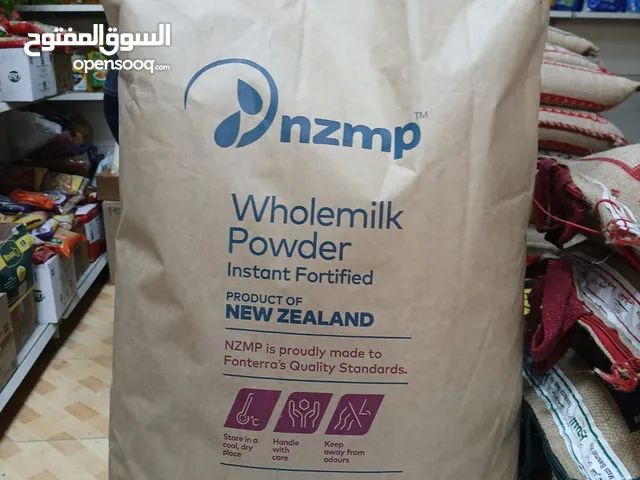 السوق المفتوح
opensooq.com
nzmp™
Wholemilk
Powder
Instant Fortified
PRODUCT OF
NEW ZEALAND
NZMP is proudly made to
Fonterra's Quality Standards.
°C
Store in a
cool, dry
place
Handle
with
care
Keep
away from
odours